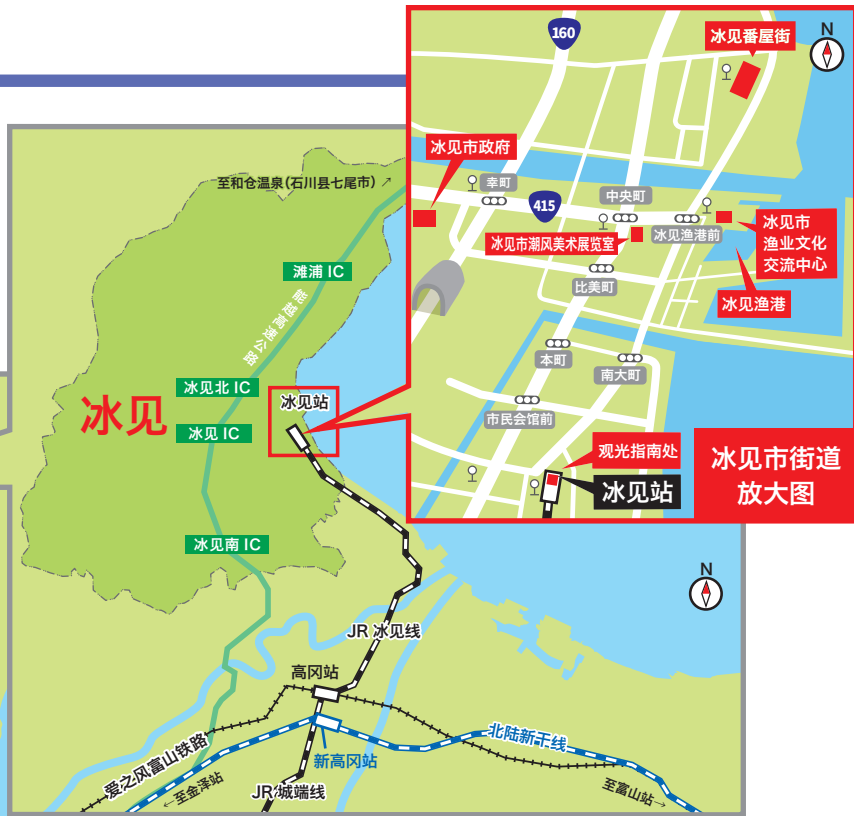 160
冰见番屋街
N
冰见市政府
幸町
415
中央町
冰见市潮风美术展览室
冰见渔港前
冰见市
渔业文化
交流中心
冰见渔港
比美町
本町
南大町
市民会馆前
观光指南处
冰见站
冰见市街道
放大图
至和仓温泉(石川县七尾市)↗
滩浦 IC
能越高速公路
冰见北 IC
冰见站
冰见
冰见 IC
冰见南 IC
N
JR 冰见线
高冈站
北陆新干线
新高冈站
爱之风富山铁路
←至金泽站
JR 城端线
至富山站→